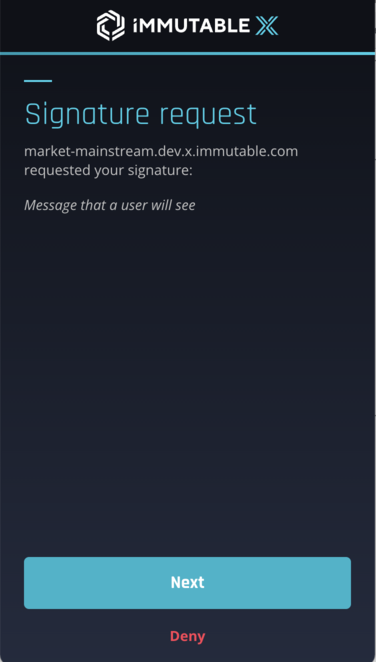 iMMUTABLE X
Signature request
market-mainstream.dev.x.immutable.com
requested your signature:
Message that a user will see
Next
Deny